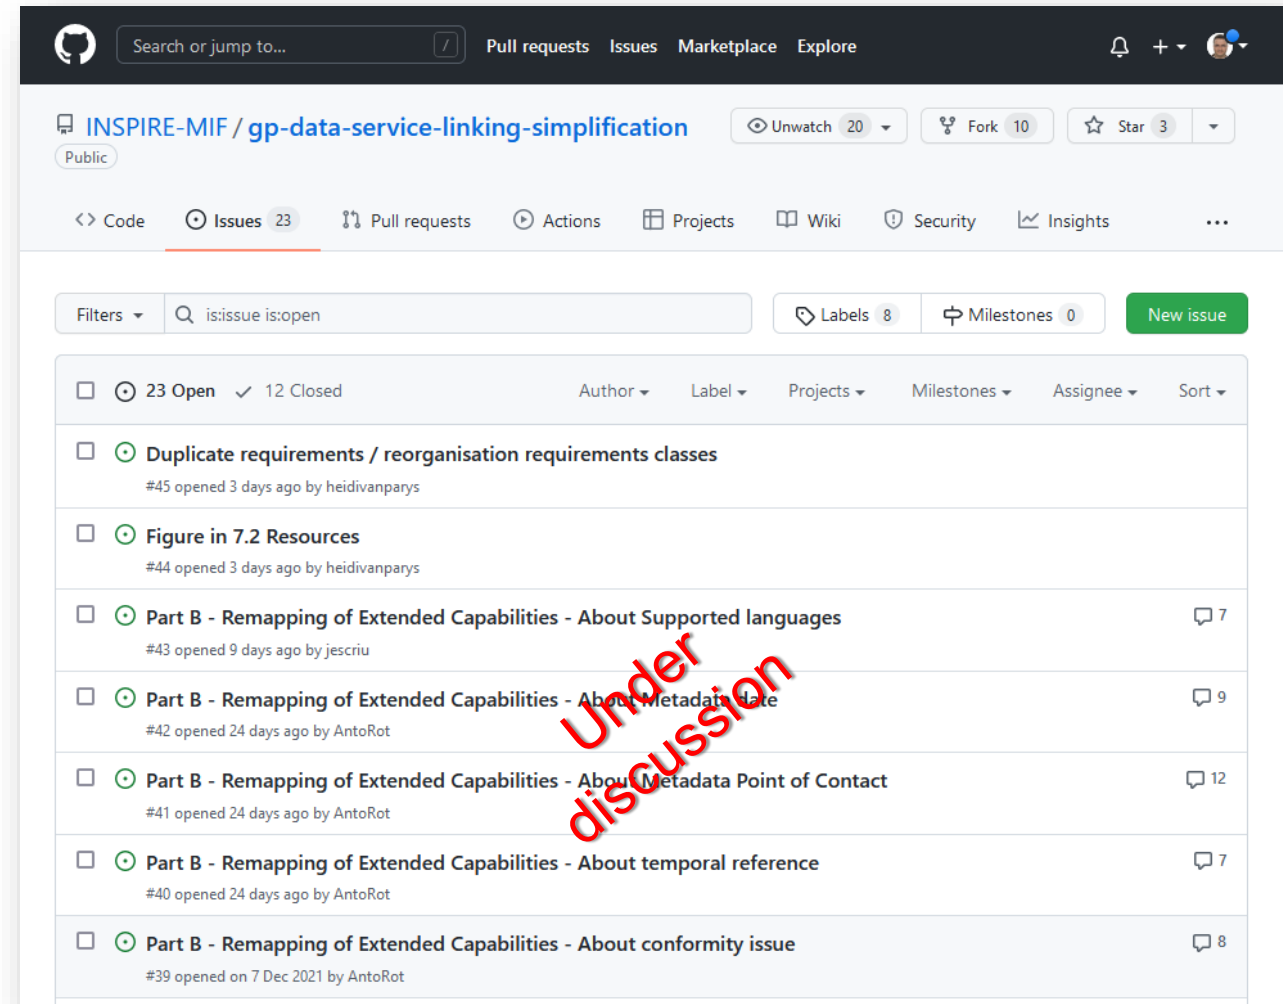 Search or jump to... / Pull requests Issues Marketplace Explore
INSPIRE-MIF / gp-data-service-linking-simplification Unwatch 20 Fork 10 Star 3
Public
<> Code Issues 23 Pull requests Actions Projects Wiki Security Insights ...
Filters is:issue is:open Labels 8 Milestones 0 New issue
23 Open 12 Closed Author Label Projects Milestones Assignee Sort
Duplicate requirements / reorganisation requirements classes
#45 opened 3 days ago by heidivanparys
Figure in 7.2 Resources
#44 opened 3 days ago by heidivanparys
Part B - Remapping of Extended Capabilities - About Supported languages 7
#43 opened 9 days ago by jescriu
Part B - Remapping of Extended Capabilities - About Metadata date 9
#42 opened 24 days ago by AntoRot
Part B - Remapping of Extended Capabilities - About Metadata Point of Contact 12
#41 opened 24 days ago by AntoRot
Part B - Remapping of Extended Capabilities - About temporal reference 7
#40 opened 24 days ago by AntoRot
Part B - Remapping of Extended Capabilities - About conformity issue 8
#39 opened on 7 Dec 2021 by AntoRot
Under
discussion